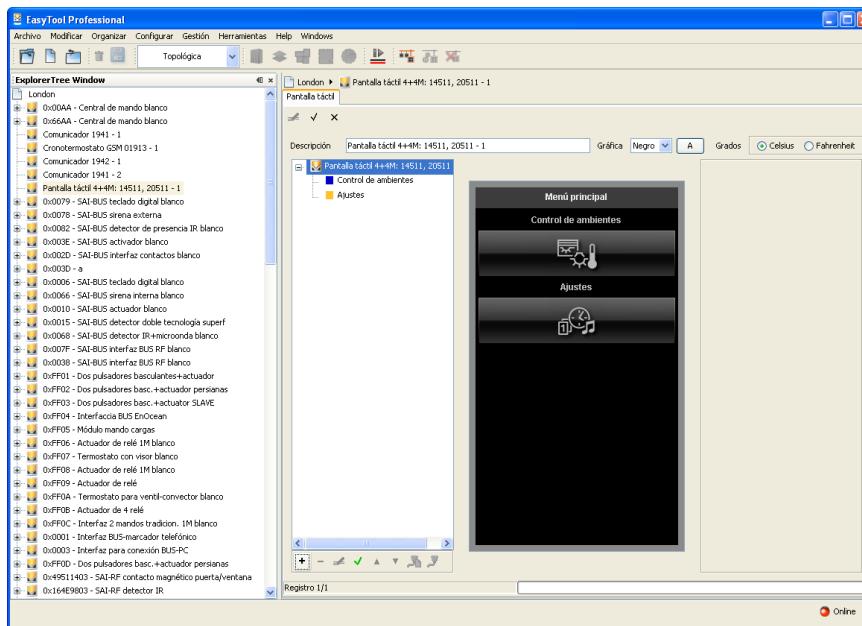 EasyTool Professional
Archivo Modificar Organizar Configurar Gestión Herramientas Help Windows
Topológica
ExplorerTree Window
London
0x00AA - Central de mando blanco
0x66AA - Central de mando blanco
Comunicador 1941 - 1
Cronotermostato GSM 01913 - 1
Comunicador 1942 - 1
Comunicador 1941 - 2
Pantalla táctil 4+4M: 14511, 20511 - 1
0x0079 - SAI-BUS teclado digital blanco
0x0078 - SAI-BUS sirena externa
0x0082 - SAI-BUS detector de presencia IR blanco
0x003E - SAI-BUS activador blanco
0x002D - SAI-BUS interfaz contactos blanco
0x003D - a
0x0006 - SAI-BUS teclado digital blanco
0x0066 - SAI-BUS sirena interna blanco
0x0010 - SAI-BUS actuador blanco
0x0015 - SAI-BUS detector doble tecnología superf
0x0068 - SAI-BUS detector IR+microonda blanco
0x007F - SAI-BUS interfaz BUS RF blanco
0x0038 - SAI-BUS interfaz BUS RF blanco
0xFF01 - Dos pulsadores basculantes+actuador
0xFF02 - Dos pulsadores basc.+actuador persianas
0xFF03 - Dos pulsadores basc.+actuator SLAVE
0xFF04 - Interfaccia BUS EnOcean
0xFF05 - Módulo mando cargas
0xFF06 - Actuador de relé 1M blanco
0xFF07 - Termostato con visor blanco
0xFF08 - Actuador de relé 1M blanco
0xFF09 - Actuador de relé
0xFF0A - Termostato para ventil-convector blanco
0xFF0B - Actuador de 4 relé
0xFF0C - Interfaz 2 mandos tradicion. 1M blanco
0x0001 - Interfaz BUS-marcador telefónico
0x0003 - Interfaz para conexión BUS-PC
0xFF0D - Dos pulsadores basc.+actuador persianas
0x49511403 - SAI-RF contacto magnético puerta/ventana
0x164E9803 - SAI-RF detector IR
London Pantalla táctil 4+4M: 14511, 20511 - 1
Pantalla táctil
Descripción Pantalla táctil 4+4M: 14511, 20511 - 1 Gráfica Negro A Grados Celsius Fahrenheit
Pantalla táctil 4+4M: 14511, 20511
Control de ambientes
Ajustes
Menú principal
Control de ambientes
Ajustes
Registro 1/1
Online